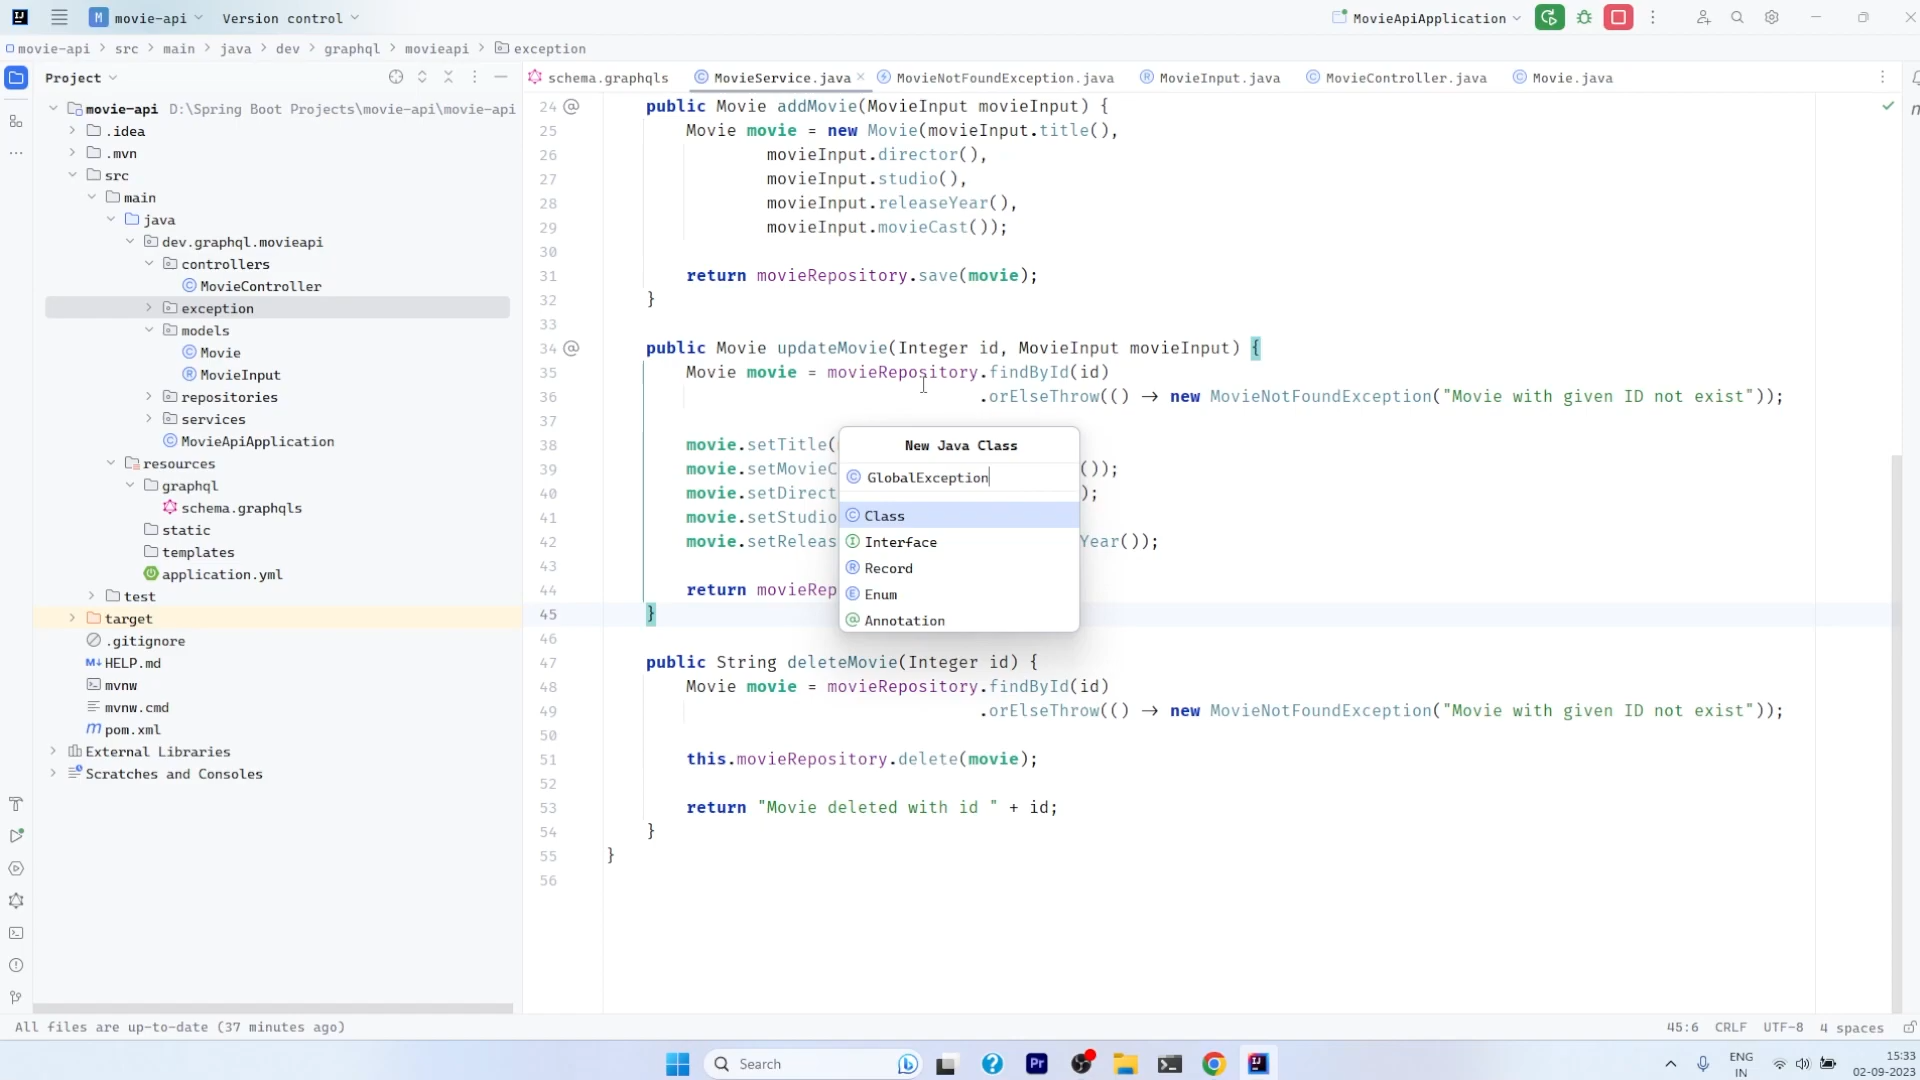 M movie-api Version control MovieApiApplication
movie-api > src > main > java > dev > graphql > movieapi > exception
Project
schema.graphqls MovieService.java MovieNotFoundException.java MovieInput.java MovieController.java Movie.java
movie-api D:\Spring Boot Projects\movie-api\movie-api
.idea
.mvn
src
main
java
dev.graphql.movieapi
controllers
MovieController
exception
models
Movie
MovieInput
repositories
services
MovieApiApplication
resources
graphql
schema.graphqls
static
templates
application.yml
test
target
.gitignore
HELP.md
mvnw
mvnw.cmd
pom.xml
External Libraries
Scratches and Consoles
24 public Movie addMovie(MovieInput movieInput) {
25 Movie movie = new Movie(movieInput.title(),
26 movieInput.director(),
27 movieInput.studio(),
28 movieInput.releaseYear(),
29 movieInput.movieCast());
30
31 return movieRepository.save(movie);
32 }
33
34 public Movie updateMovie(Integer id, MovieInput movieInput) {
35 Movie movie = movieRepository.findById(id)
36 .orElseThrow(() → new MovieNotFoundException("Movie with given ID not exist"));
37
38 movie.setTitle(
39 movie.setMovieC ());
40 movie.setDirect );
41 movie.setStudio
42 movie.setReleas Year());
43
44 return movieRep
45 }
46
47 public String deleteMovie(Integer id) {
48 Movie movie = movieRepository.findById(id)
49 .orElseThrow(() → new MovieNotFoundException("Movie with given ID not exist"));
50
51 this.movieRepository.delete(movie);
52
53 return "Movie deleted with id " + id;
54 }
55 }
56
New Java Class
GlobalException
Class
Interface
Record
Enum
Annotation
All files are up-to-date (37 minutes ago) 45:6 CRLF UTF-8 4 spaces
Search Pr ENG IN 15:33 02-09-2023